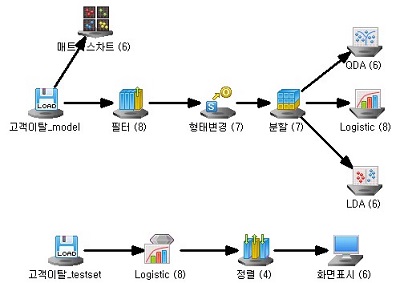 매트릭스차트 (6)
LOAD
고객이탈_model
필터 (8)
형태변경 (7)
분할 (7)
QDA (6)
Logistic (8)
LDA (6)
LOAD
고객이탈_testset
Logistic (8)
정렬 (4)
화면표시 (6)